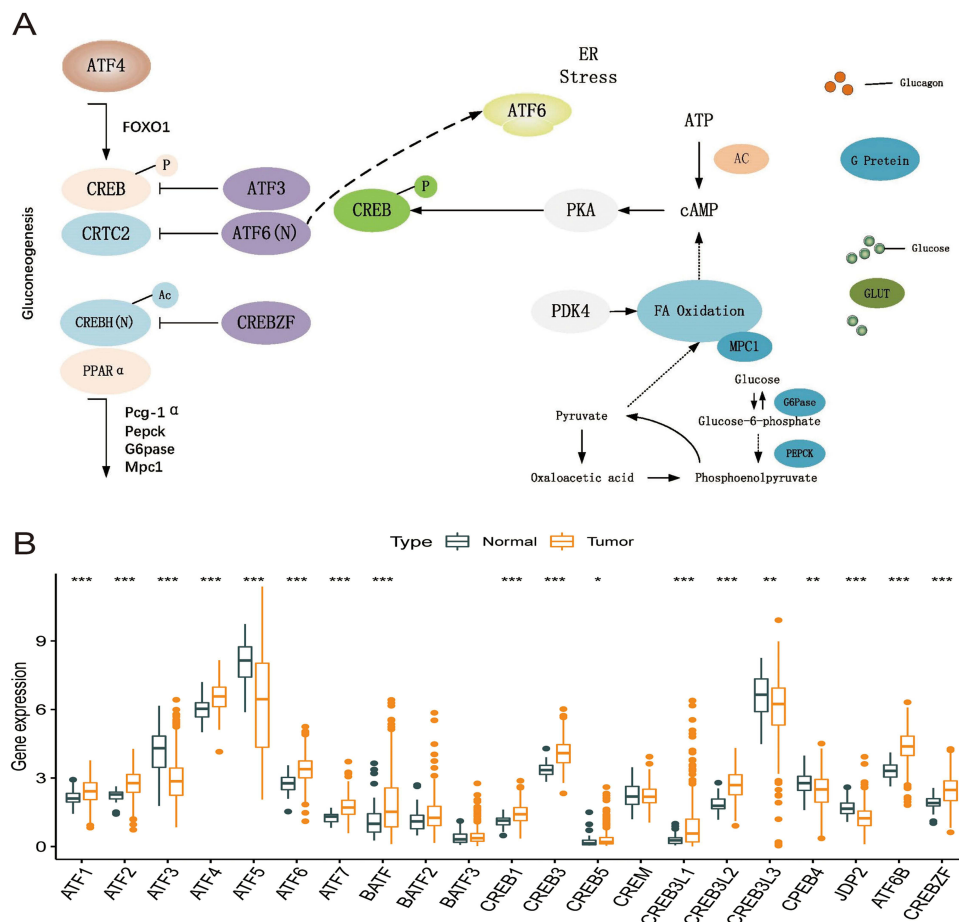 A
ATF4
FOXO1
P
CREB
ATF3
CRTC2
ATF6(N)
Gluconeogenesis
Ac
CREBH(N)
CREBZF
PPAR α
Pcg-1 α
Pepck
G6pase
Mpc1
ER
Stress
ATF6
P
CREB
PKA
ATP
AC
cAMP
PDK4
FA Oxidation
MPC1
Glucose
G6Pase
Glucose-6-phosphate
PEPCK
Pyruvate
Oxaloacetic acid
Phosphoenolpyruvate
Glucagon
G Pretein
Glucose
GLUT
B
Type Normal Tumor
*** *** *** *** *** *** *** *** *** *** * *** *** ** ** *** *** ***
Gene expression
9
6
3
0
ATF1
ATF2
ATF3
ATF4
ATF5
ATF6
ATF7
BATF
BATF2
BATF3
CREB1
CREB3
CREB5
CREM
CREB3L1
CREB3L2
CREB3L3
CPEB4
JDP2
ATF6B
CREBZF